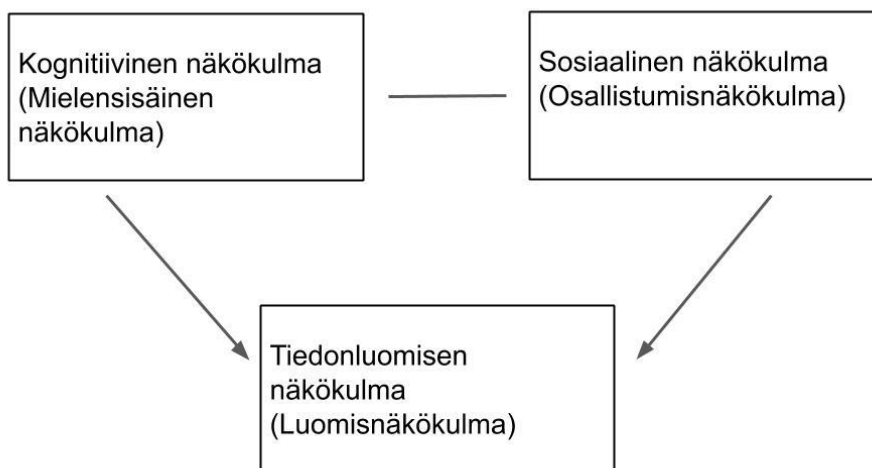 Kognitiivinen näkökulma
(Mielensisäinen
näkökulma)
Sosiaalinen näkökulma
(Osallistumisnäkökulma)
Tiedonluomisen
näkökulma
(Luomisnäkökulma)